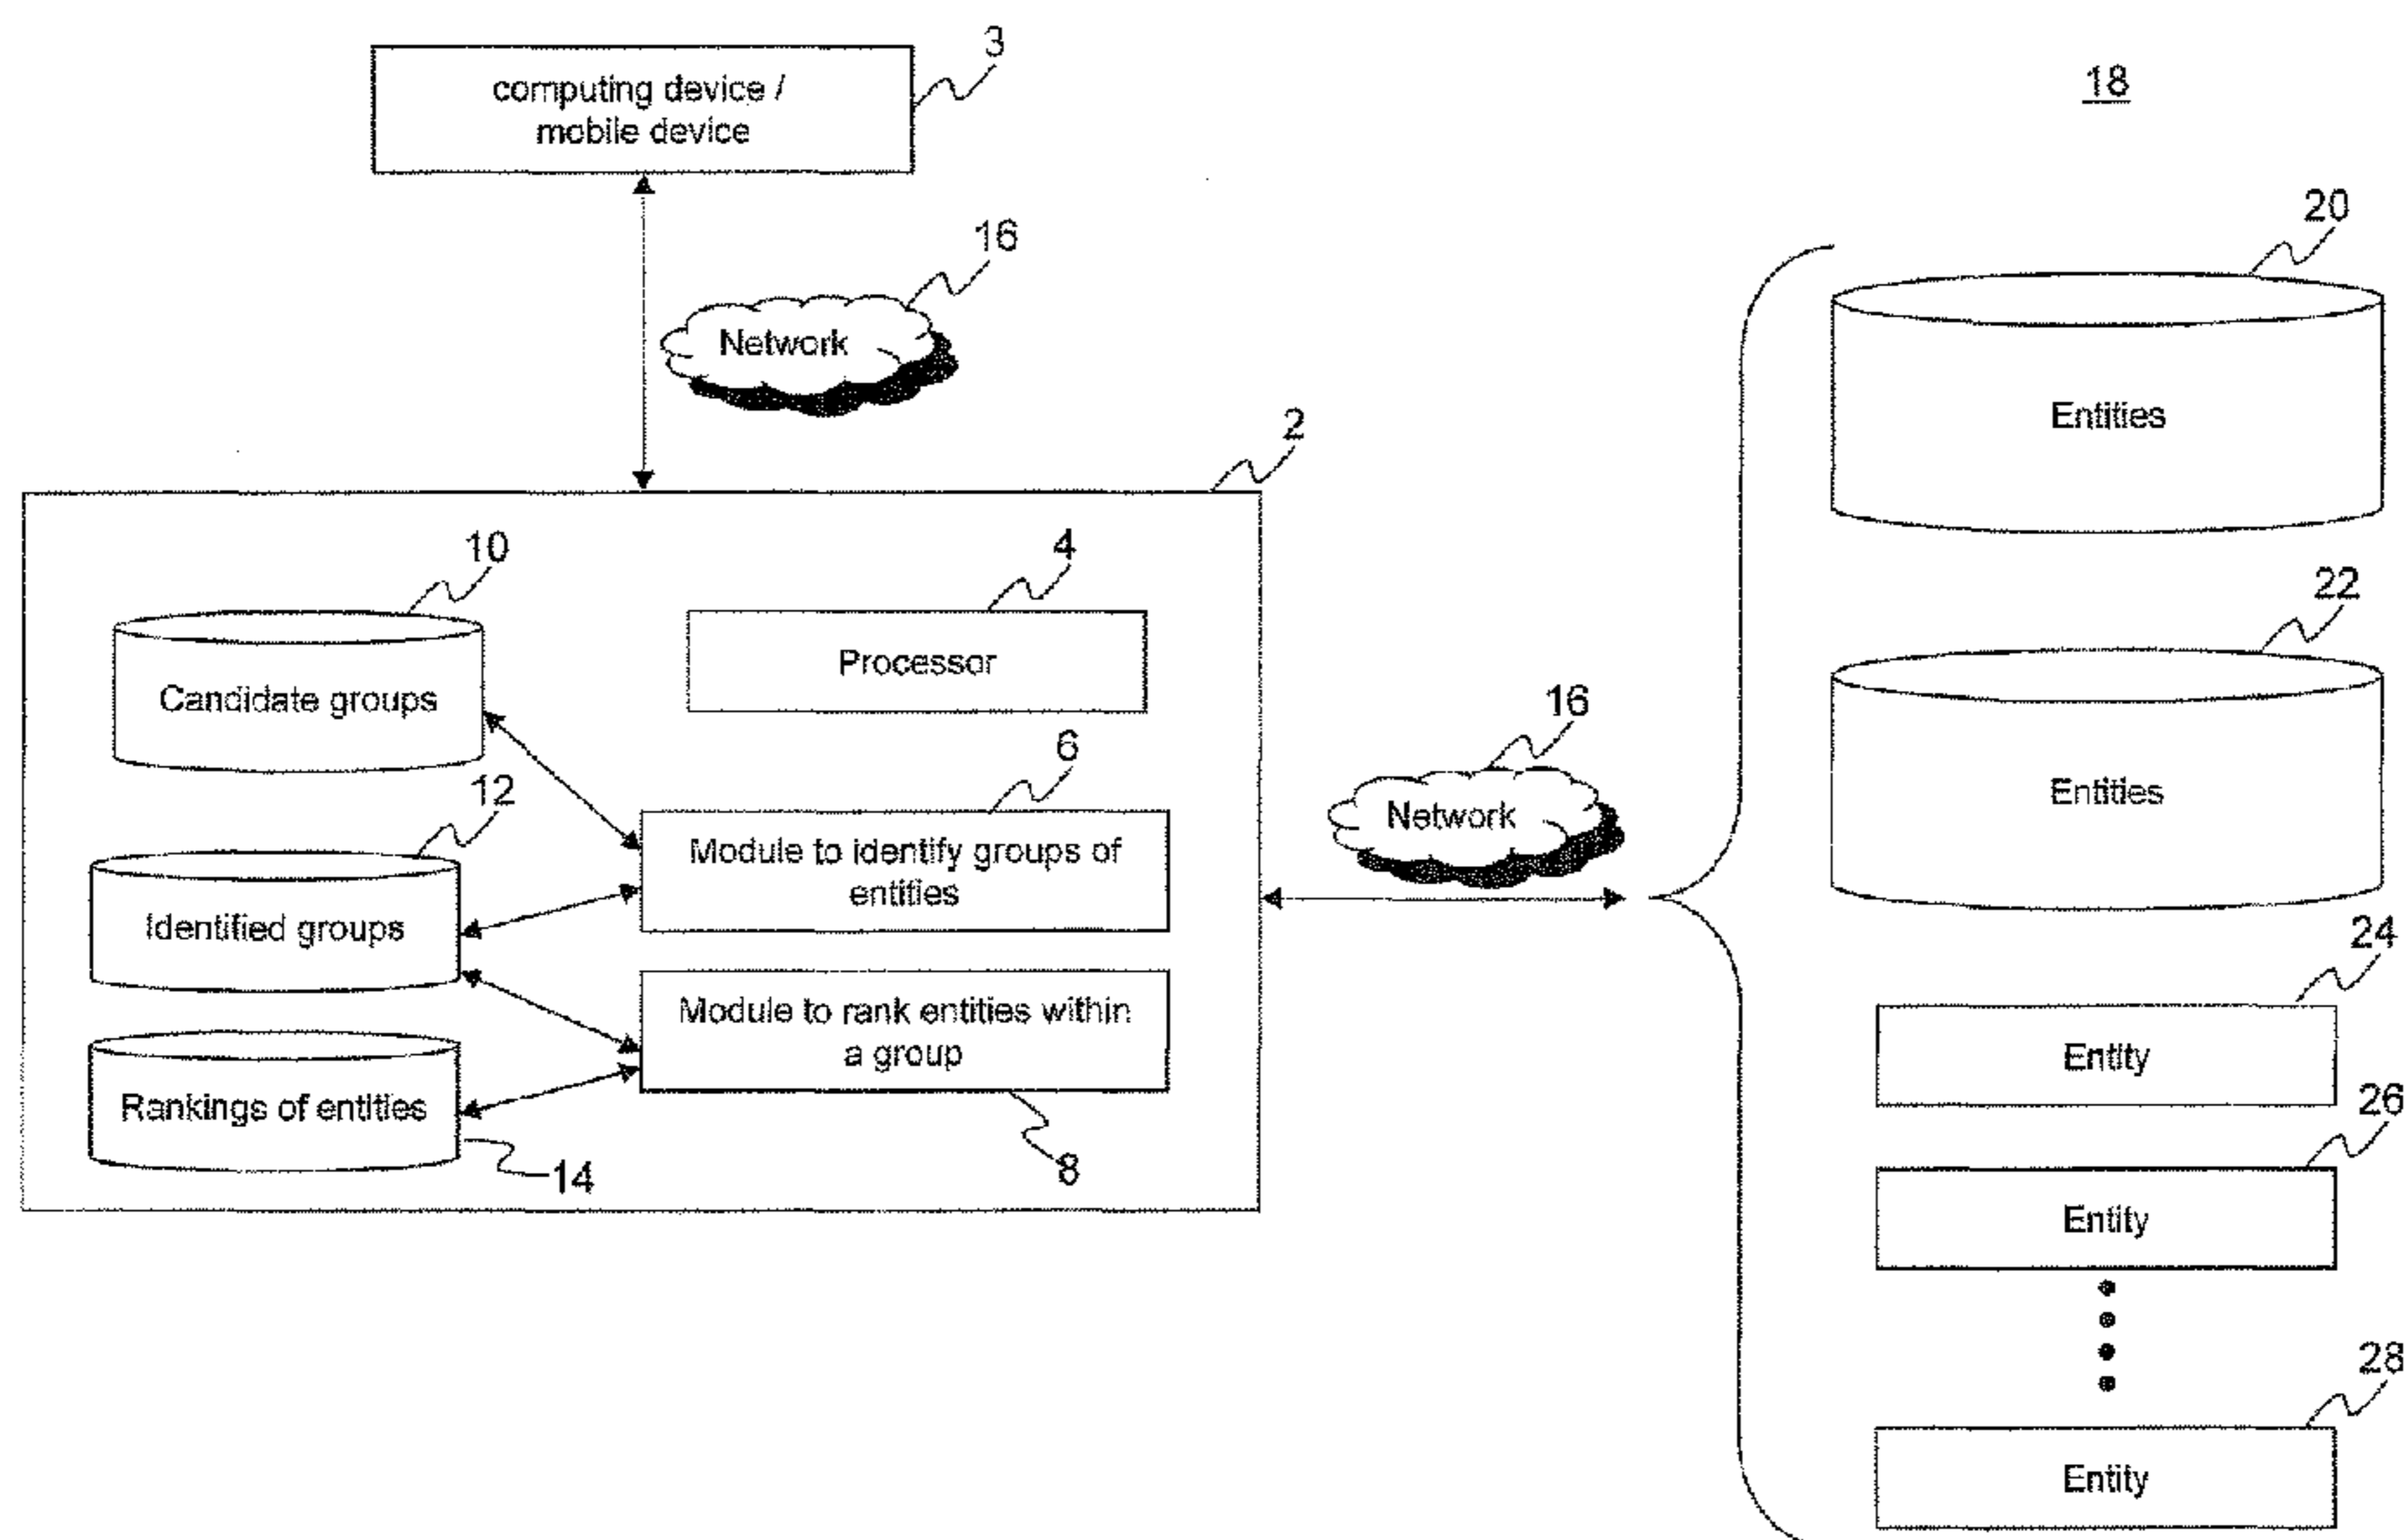 3
computing device /
mobile device
18
16
Network
20
Entities
2
10
4
Candidate groups
Processor
22
Entities
12
6
16
Network
Identified groups
Module to identify groups of
entities
24
Entity
Module to rank entities within
a group
Rankings of entities
14
8
26
Entity
28
Entity